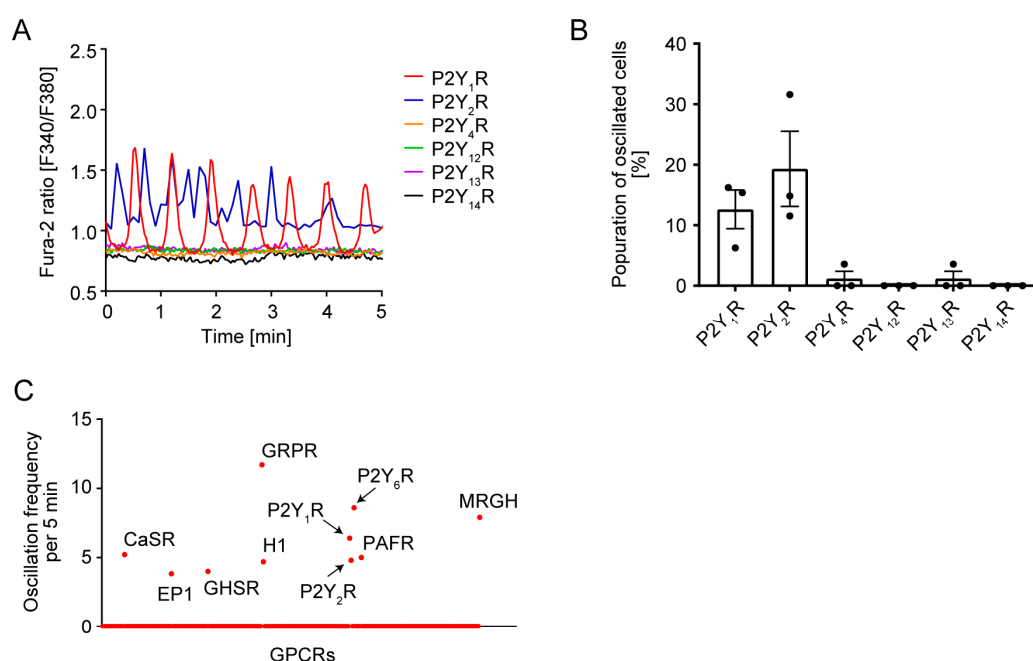 A
2.5
2.0
1.5
1.0
0.5
Fura-2 ratio [F340/F380]
0 1 2 3 4 5
Time [min]
P2Y₁R
P2Y₂R
P2Y₄R
P2Y₁₂R
P2Y₁₃R
P2Y₁₄R
B
40
30
20
10
0
Popuration of oscillated cells
[%]
P2Y₁R
P2Y₂R
P2Y₄R
P2Y₁₂R
P2Y₁₃R
P2Y₁₄R
C
15
10
5
0
Oscillation frequency
per 5 min
GRPR
P2Y₆R
MRGH
P2Y₁R
CaSR
H1
PAFR
EP1
GHSR
P2Y₂R
GPCRs